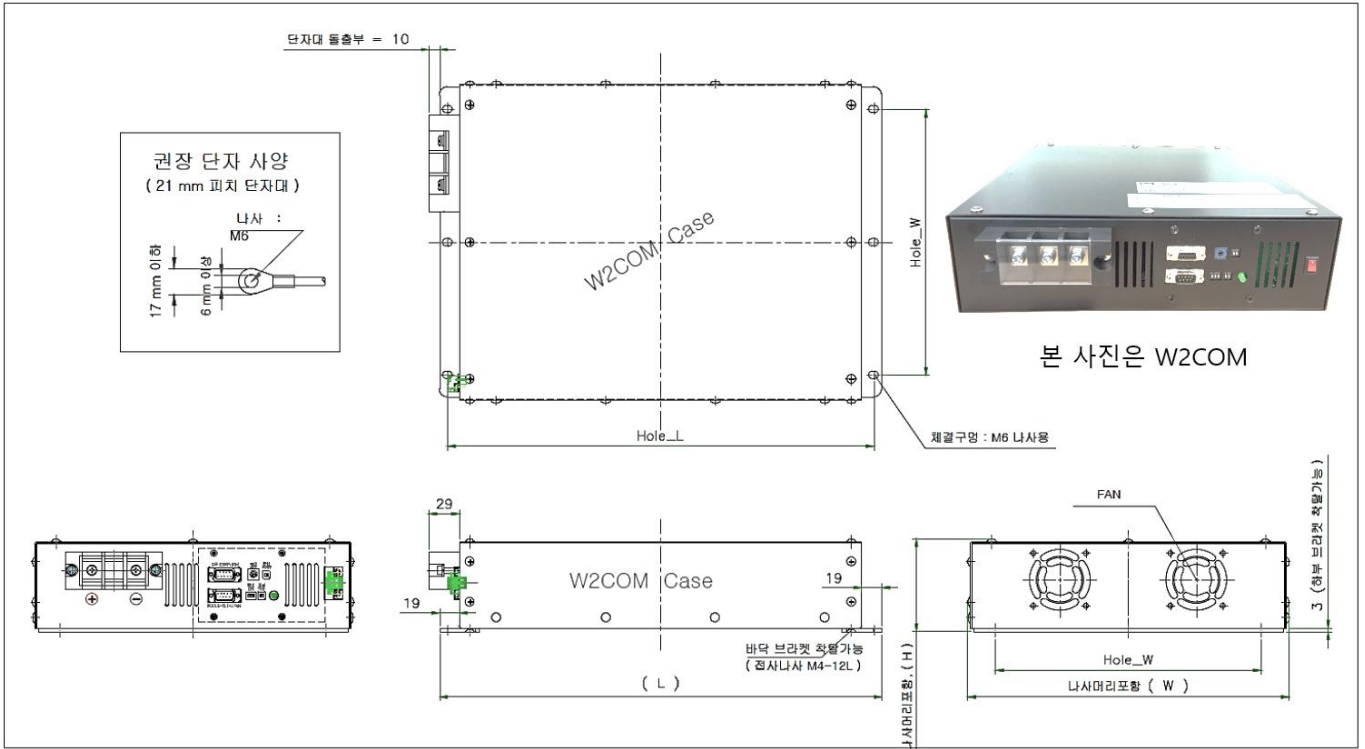 단자대 돌출부 = 10
권장 단자 사양
( 21 mm 피치 단자대 )
나사 :
M6
17 mm 이하
6 mm 이상
W2COM Case
Hole_W
Hole_L
체결구멍 : M6 나사용
본 사진은 W2COM
29
19
W2COM Case
19
바닥 브라켓 착탈가능
( 접시나사 M4-12L )
( L )
FAN
3 (하부 브라켓 착탈가능)
나사머리포함, ( H )
Hole_W
나사머리포함 ( W )